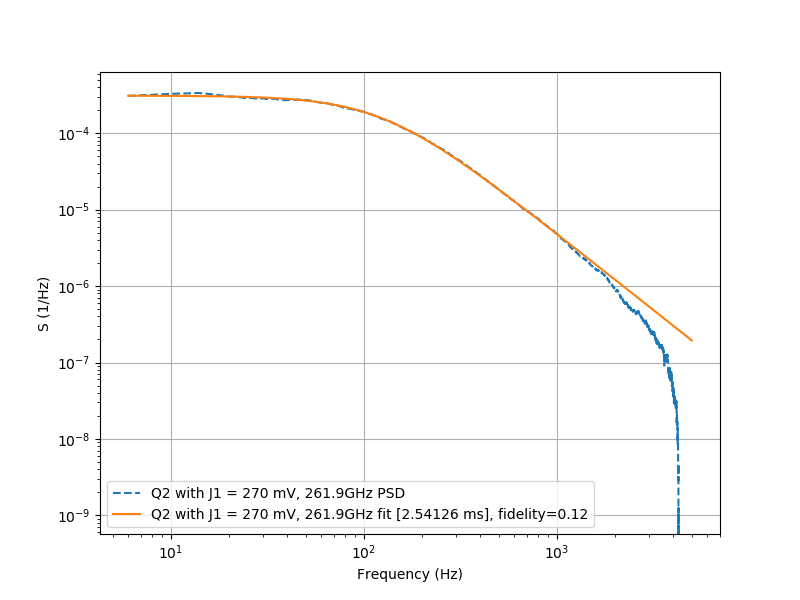 10⁻⁴
10⁻⁵
10⁻⁶
10⁻⁷
10⁻⁸
10⁻⁹
S (1/Hz)
Q2 with J1 = 270 mV, 261.9GHz PSD
Q2 with J1 = 270 mV, 261.9GHz fit [2.54126 ms], fidelity=0.12
10¹
10²
10³
Frequency (Hz)